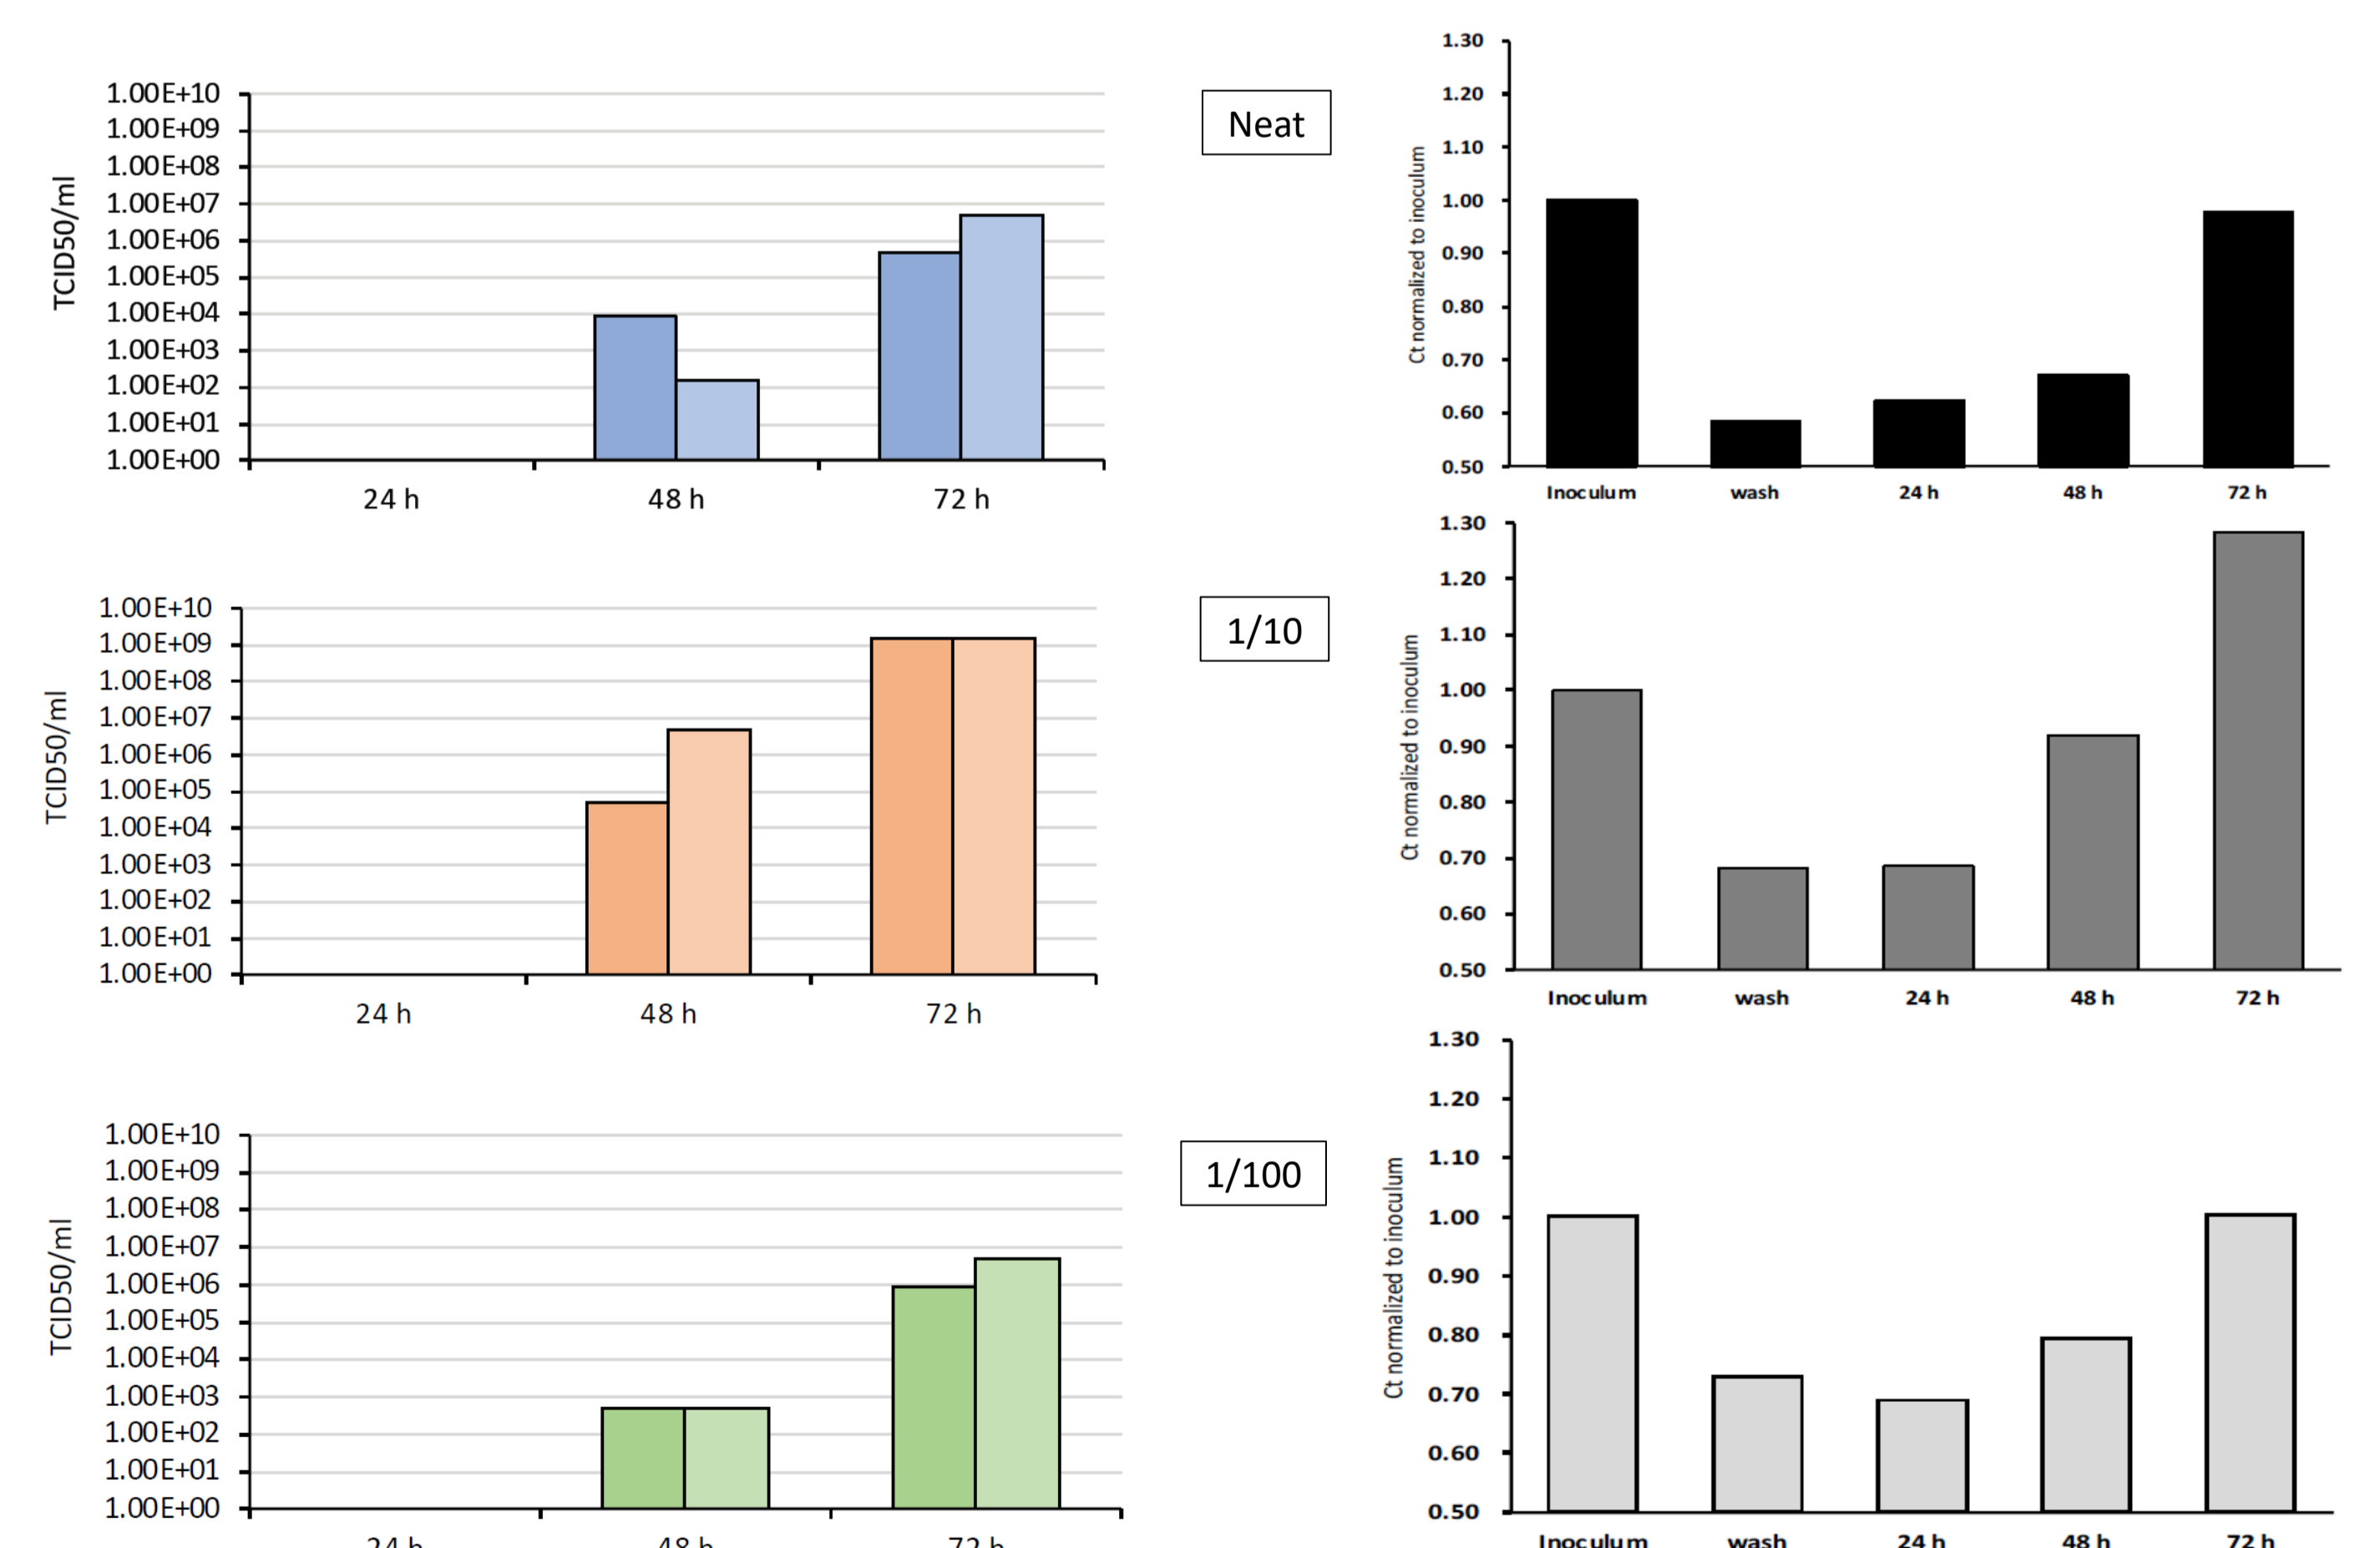 1.00E+10
1.00E+09
1.00E+08
1.00E+07
1.00E+06
1.00E+05
1.00E+04
1.00E+03
1.00E+02
1.00E+01
1.00E+00
TCID50/ml
24 h 48 h 72 h
Neat
1.30
1.20
1.10
1.00
0.90
0.80
0.70
0.60
0.50
Ct normalized to inoculum
Inoculum wash 24 h 48 h 72 h
1.00E+10
1.00E+09
1.00E+08
1.00E+07
1.00E+06
1.00E+05
1.00E+04
1.00E+03
1.00E+02
1.00E+01
1.00E+00
TCID50/ml
24 h 48 h 72 h
1/10
1.30
1.20
1.10
1.00
0.90
0.80
0.70
0.60
0.50
Ct normalized to inoculum
Inoculum wash 24 h 48 h 72 h
1.00E+10
1.00E+09
1.00E+08
1.00E+07
1.00E+06
1.00E+05
1.00E+04
1.00E+03
1.00E+02
1.00E+01
1.00E+00
TCID50/ml
24 h 48 h 72 h
1/100
1.30
1.20
1.10
1.00
0.90
0.80
0.70
0.60
0.50
Ct normalized to inoculum
Inoculum wash 24 h 48 h 72 h